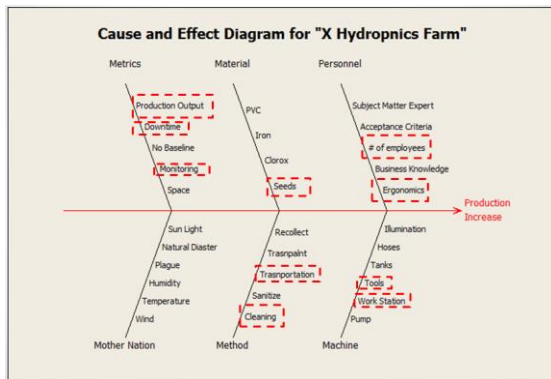 Cause and Effect Diagram for "X Hydropnics Farm"
Metrics
Material
Personnel
Production Output
Downtime
No Baseline
Monitoring
Space
PVC
Iron
Clorox
Seeds
Subject Matter Expert
Acceptance Criteria
# of employees
Business Knowledge
Ergonomics
Production
Increase
Sun Light
Natural Diaster
Plague
Humidity
Temperature
Wind
Recollect
Trasnpalnt
Trasnportation
Sanitize
Cleaning
Illumination
Hoses
Tanks
Tools
Work Station
Pump
Mother Nation
Method
Machine